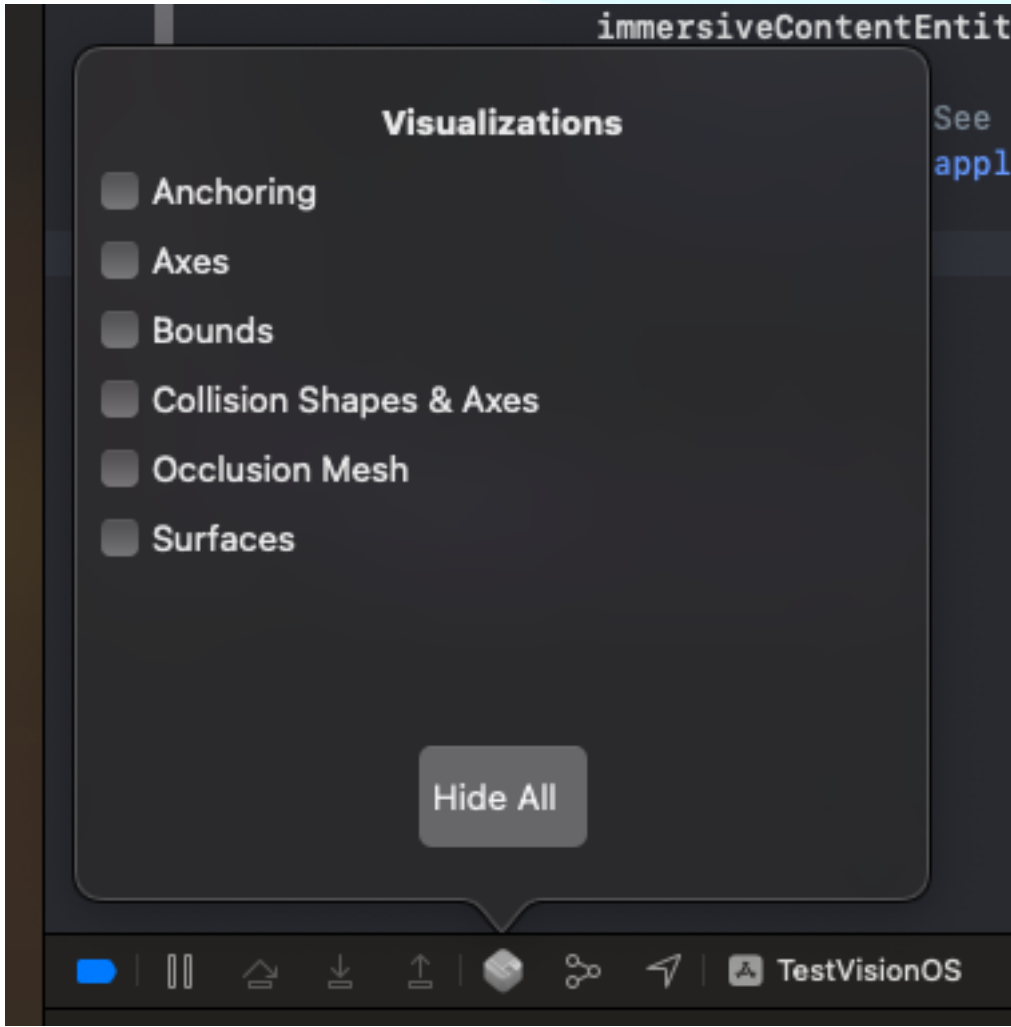 immersiveContentEntit
Visualizations
See
appl
Anchoring
Axes
Bounds
Collision Shapes & Axes
Occlusion Mesh
Surfaces
Hide All
TestVisionOS